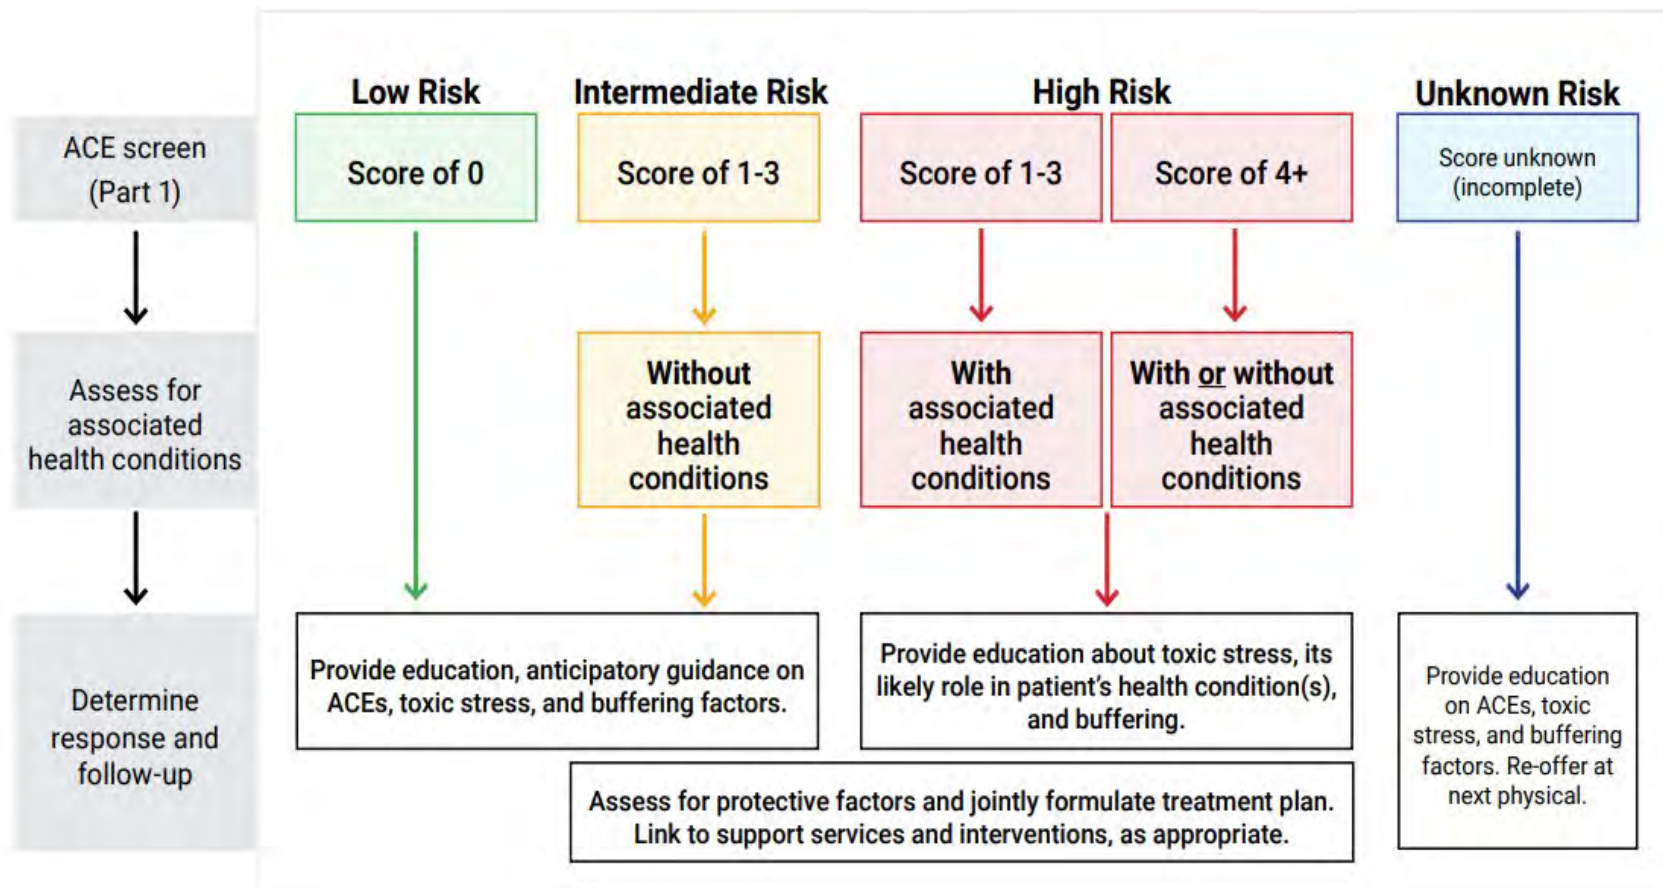 Low Risk
Intermediate Risk
High Risk
Unknown Risk
ACE screen
(Part 1)
Score of 0
Score of 1-3
Score of 1-3
Score of 4+
Score unknown
(incomplete)
Assess for
associated
health conditions
Without
associated
health
conditions
With
associated
health
conditions
With or without
associated
health
conditions
Determine
response and
follow-up
Provide education, anticipatory guidance on
ACEs, toxic stress, and buffering factors.
Provide education about toxic stress, its
likely role in patient's health condition(s),
and buffering.
Assess for protective factors and jointly formulate treatment plan.
Link to support services and interventions, as appropriate.
Provide education
on ACEs, toxic
stress, and buffering
factors. Re-offer at
next physical.